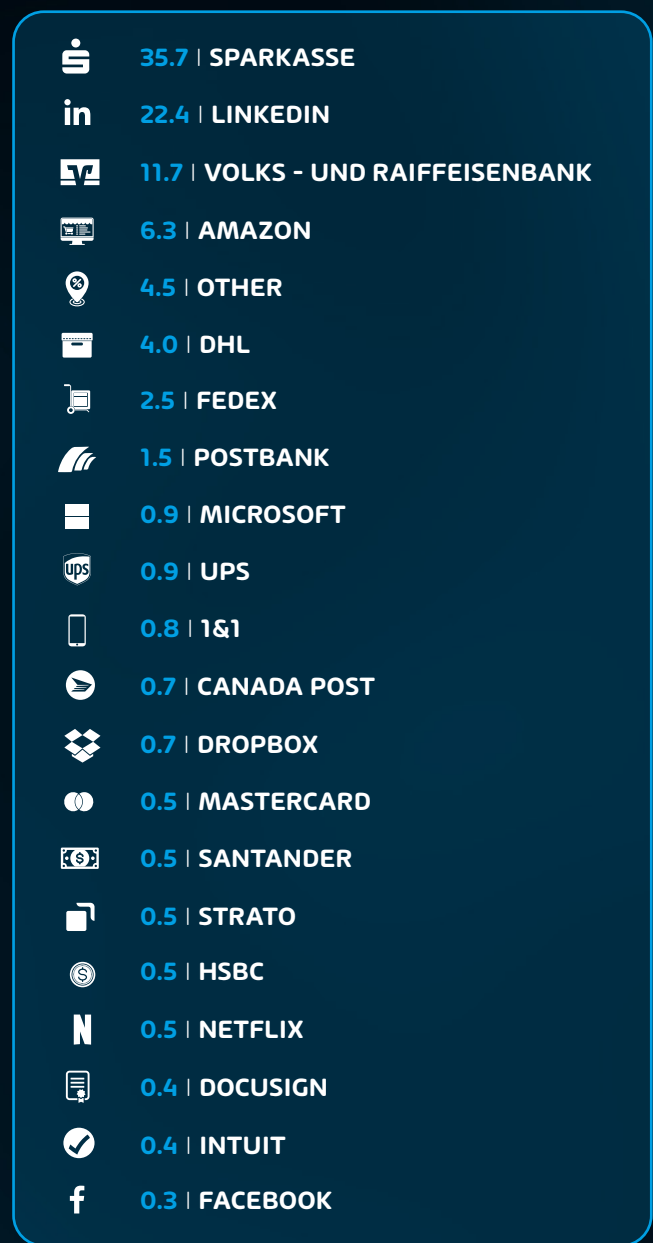 35.7 | SPARKASSE
in 22.4 | LINKEDIN
11.7 | VOLKS - UND RAIFFEISENBANK
6.3 | AMAZON
% 4.5 | OTHER
4.0 | DHL
2.5 | FEDEX
1.5 | POSTBANK
0.9 | MICROSOFT
ups 0.9 | UPS
0.8 | 1&1
0.7 | CANADA POST
0.7 | DROPBOX
0.5 | MASTERCARD
$ 0.5 | SANTANDER
0.5 | STRATO
$ 0.5 | HSBC
N 0.5 | NETFLIX
0.4 | DOCUSIGN
0.4 | INTUIT
f 0.3 | FACEBOOK